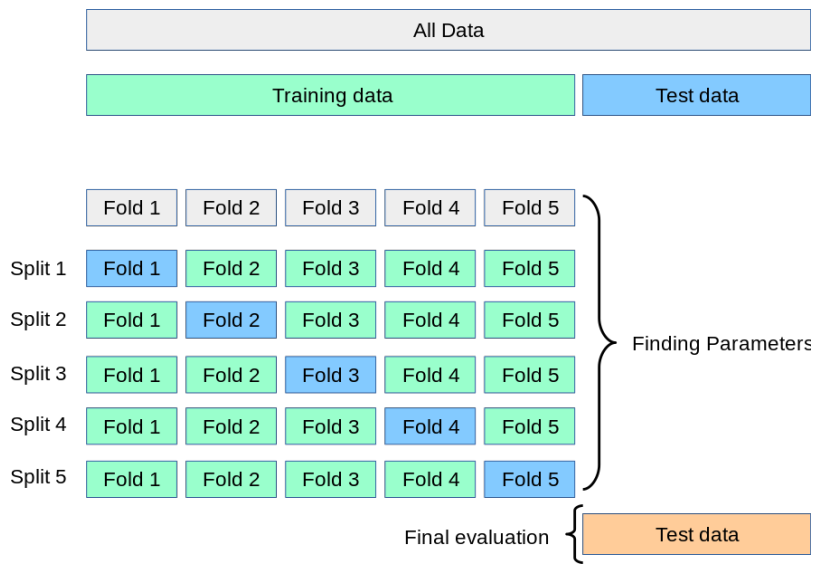 All Data
Training data Test data
Fold 1 Fold 2 Fold 3 Fold 4 Fold 5
Split 1 Fold 1 Fold 2 Fold 3 Fold 4 Fold 5
Split 2 Fold 1 Fold 2 Fold 3 Fold 4 Fold 5
Finding Parameters
Split 3 Fold 1 Fold 2 Fold 3 Fold 4 Fold 5
Split 4 Fold 1 Fold 2 Fold 3 Fold 4 Fold 5
Split 5 Fold 1 Fold 2 Fold 3 Fold 4 Fold 5
Final evaluation Test data